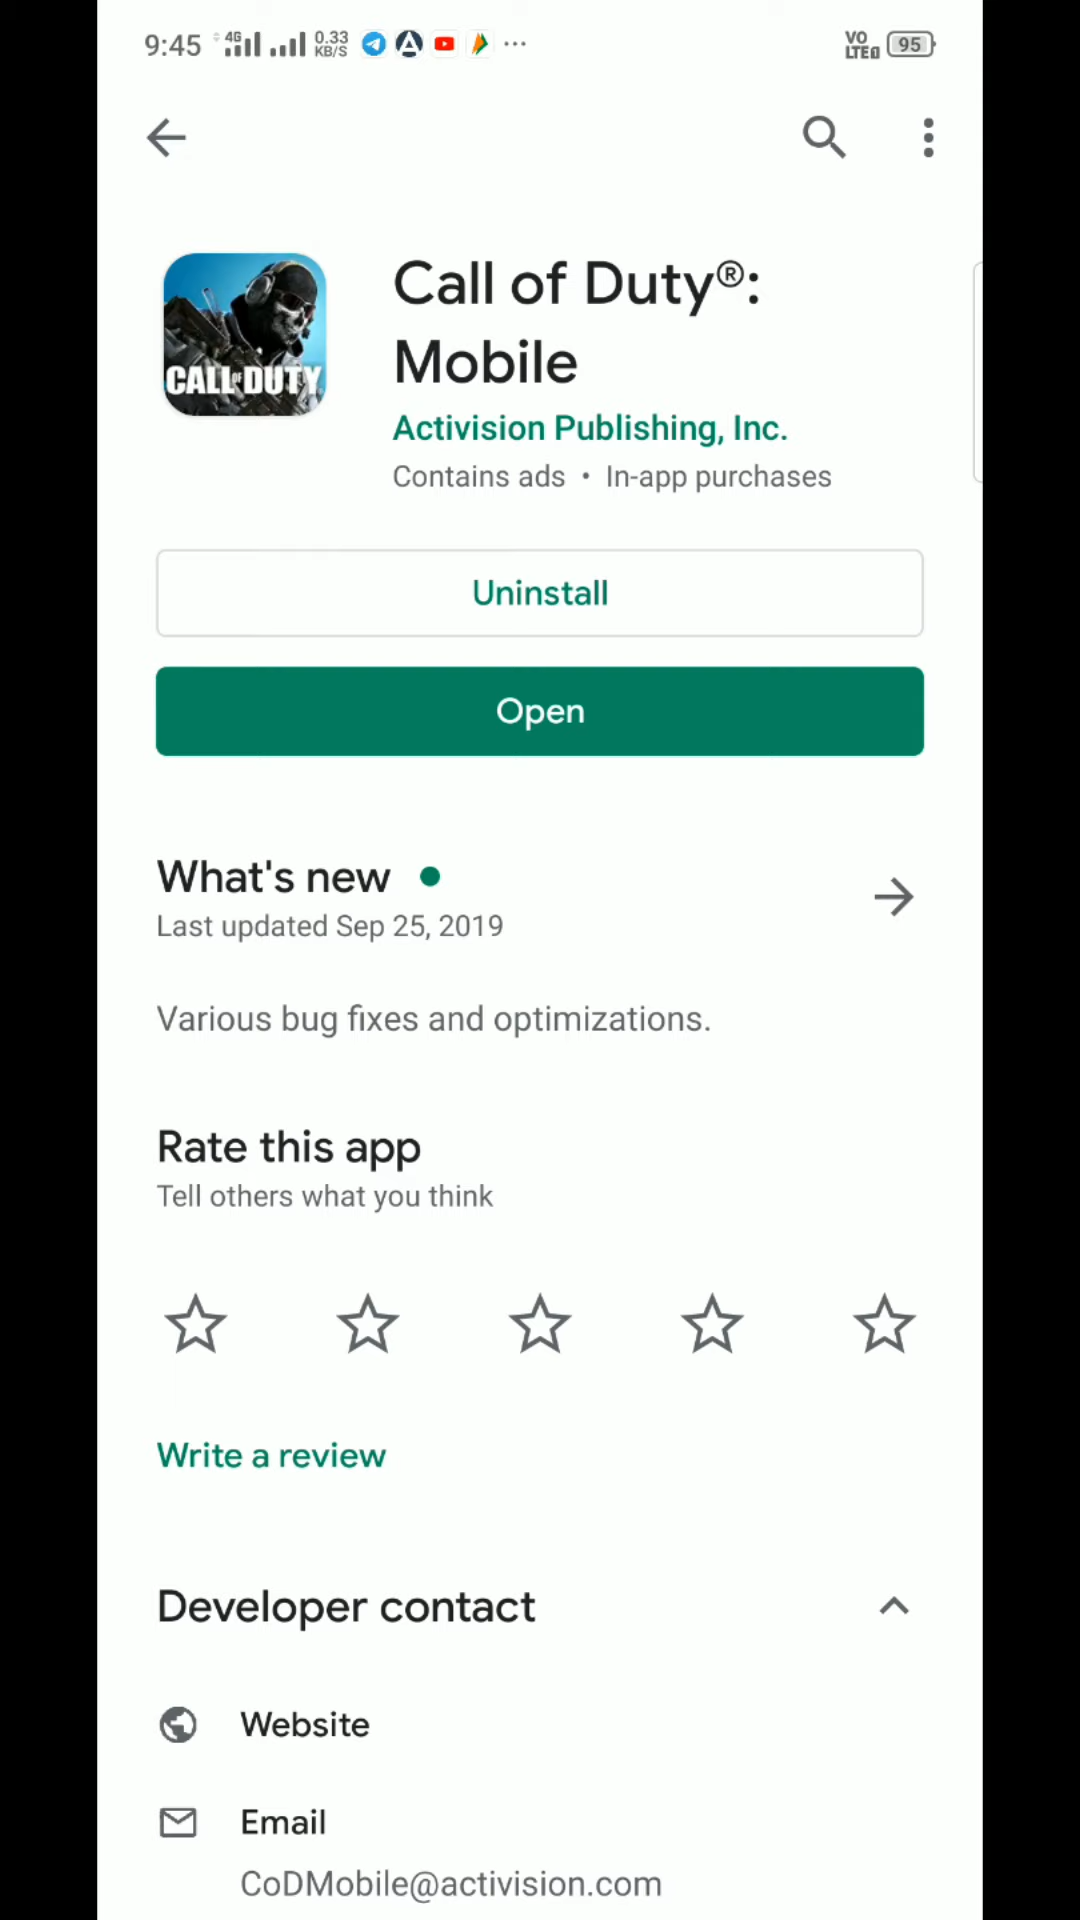 9:45 4G 0.33 KB/S VO LTE 95
Call of Duty®:
Mobile
CALL OF DUTY
Activision Publishing, Inc.
Contains ads • In-app purchases
Uninstall
Open
What's new
Last updated Sep 25, 2019
Various bug fixes and optimizations.
Rate this app
Tell others what you think
Write a review
Developer contact
Website
Email
CoDMobile@activision.com